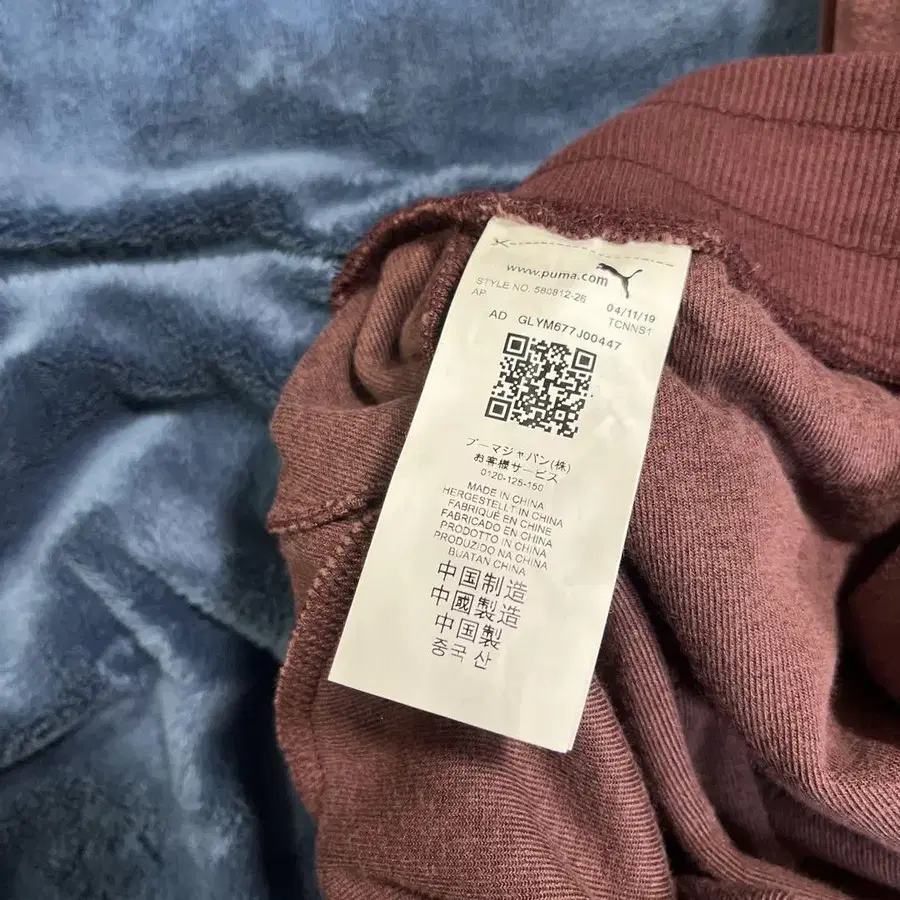 www.puma.com
STYLE NO. 580812-26
AP
04/11/19
TCNNS1
AD GLYM677J00447
プーマジャパン(株)
お客様サービス
0120-125-150
MADE IN CHINA
HERGESTELLT IN CHINA
FABRIQUÉ EN CHINE
FABRICADO EN CHINA
PRODOTTO IN CHINA
PRODUZIDO NA CHINA
BUATAN CHINA
中国制造
中國製造
中国製
중국 산